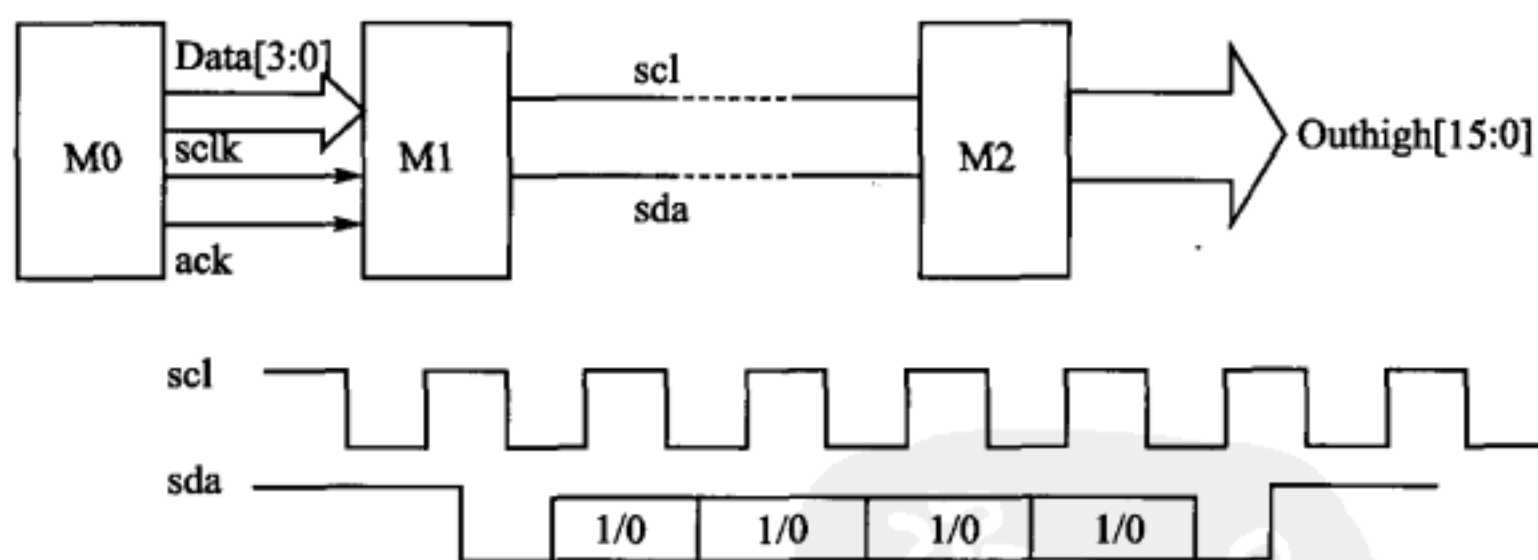 Data[3:0]
scl
M0
sclk
M1
M2
Outhigh[15:0]
sda
ack
scl
sda
1/0
1/0
1/0
1/0